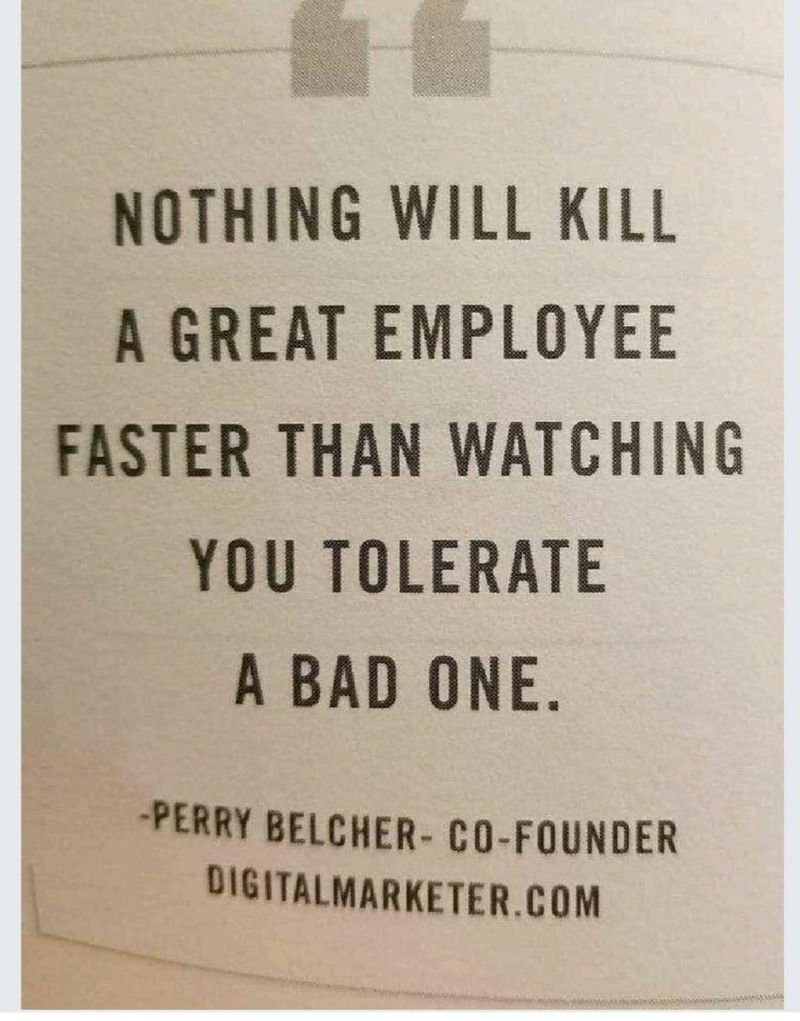 NOTHING WILL KILL
A GREAT EMPLOYEE
FASTER THAN WATCHING
YOU TOLERATE
A BAD ONE.
-PERRY BELCHER- CO-FOUNDER
DIGITALMARKETER.COM